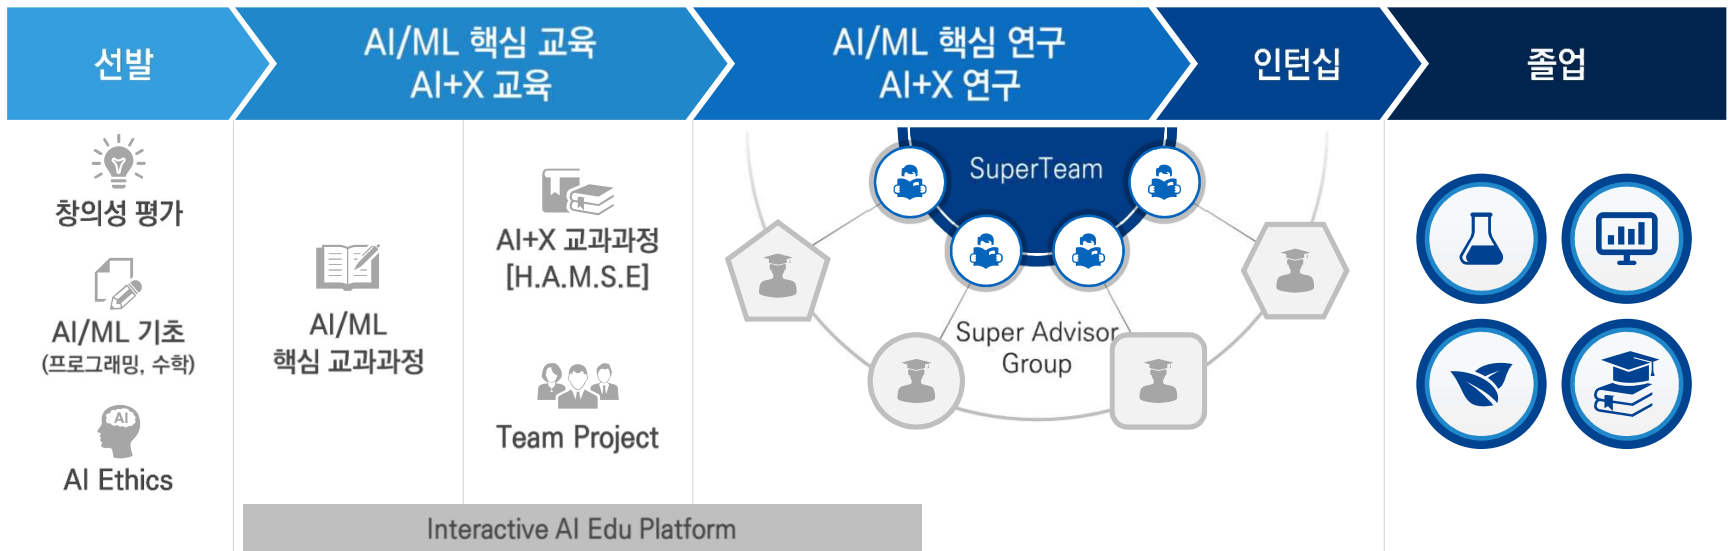 선발
AI/ML 핵심 교육
AI+X 교육
AI/ML 핵심 연구
AI+X 연구
인턴십
졸업
창의성 평가
AI/ML 기초
(프로그래밍, 수학)
AI
AI Ethics
AI/ML
핵심 교과과정
AI+X 교과과정
[H.A.M.S.E]
Team Project
SuperTeam
Super Advisor
Group
Interactive AI Edu Platform